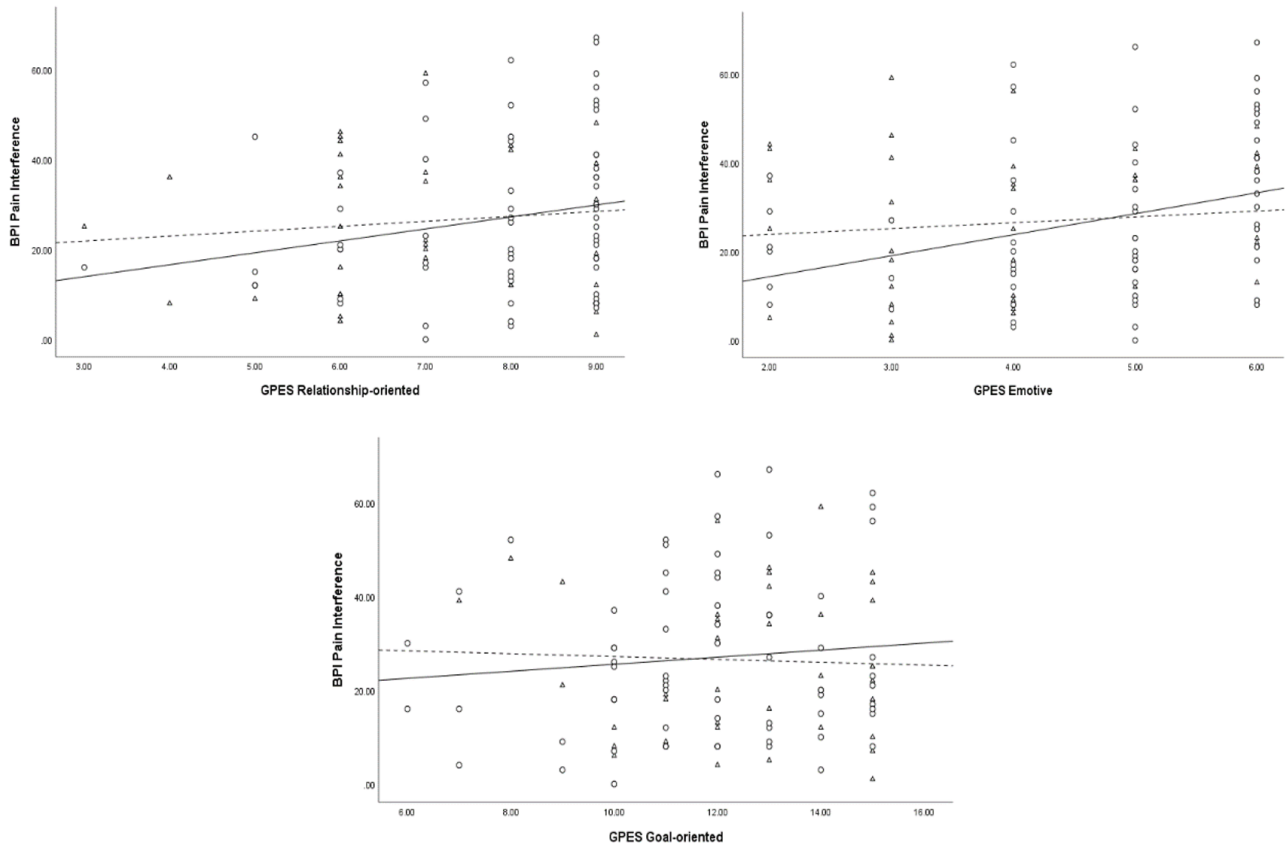 BPI Pain Interference
60.00
40.00
20.00
.00
3.00 4.00 5.00 6.00 7.00 8.00 9.00
GPES Relationship-oriented
BPI Pain Interference
60.00
40.00
20.00
.00
2.00 3.00 4.00 5.00 6.00
GPES Emotive
BPI Pain Interference
60.00
40.00
20.00
.00
6.00 8.00 10.00 12.00 14.00 16.00
GPES Goal-oriented